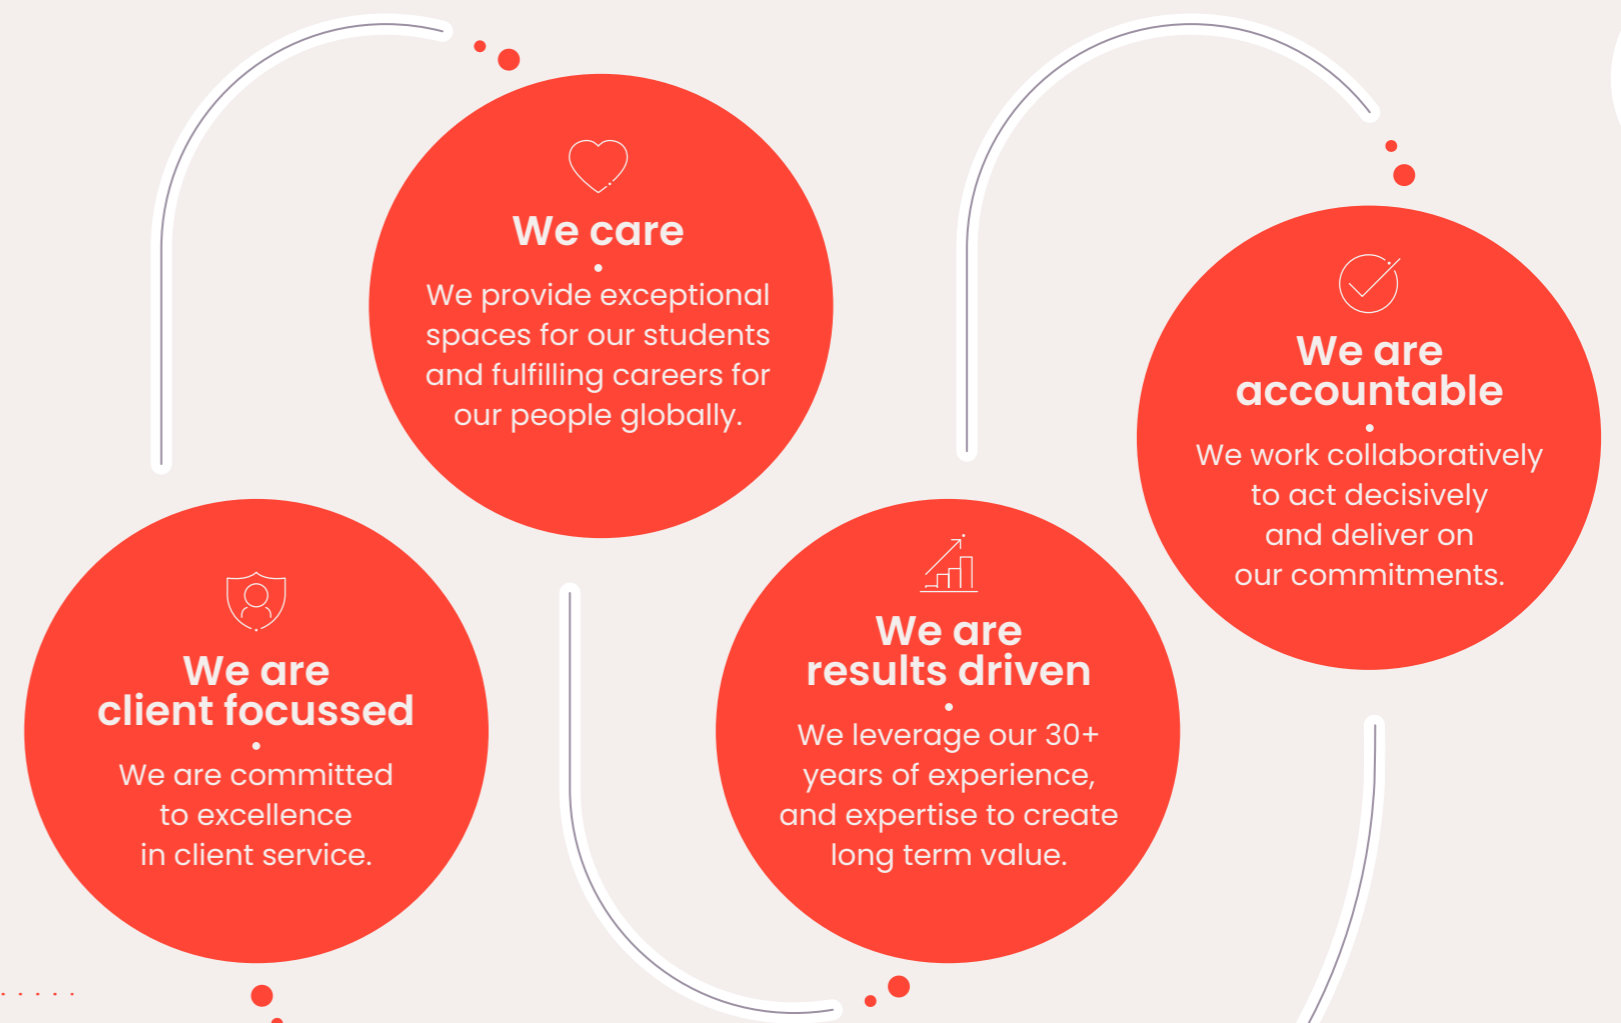 We care
We provide exceptional
spaces for our students
and fulfilling careers for
our people globally.
We are
accountable
We work collaboratively
to act decisively
and deliver on
our commitments.
We are
client focussed
We are committed
to excellence
in client service.
We are
results driven
We leverage our 30+
years of experience,
and expertise to create
long term value.